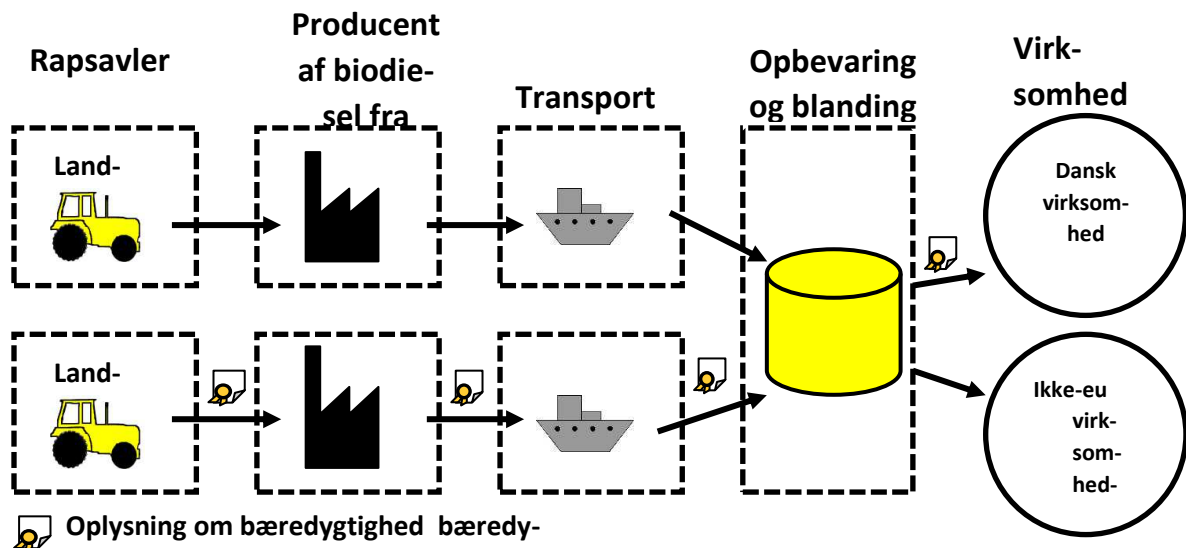 Rapsavler
Producent
af biodie-
sel fra
Transport
Opbevaring
og blanding
Virk-
somhed
Land-
Dansk
virksom-
hed
Land-
Ikke-eu
virk-
som-
hed-
Oplysning om bæredygtighed bæredy-